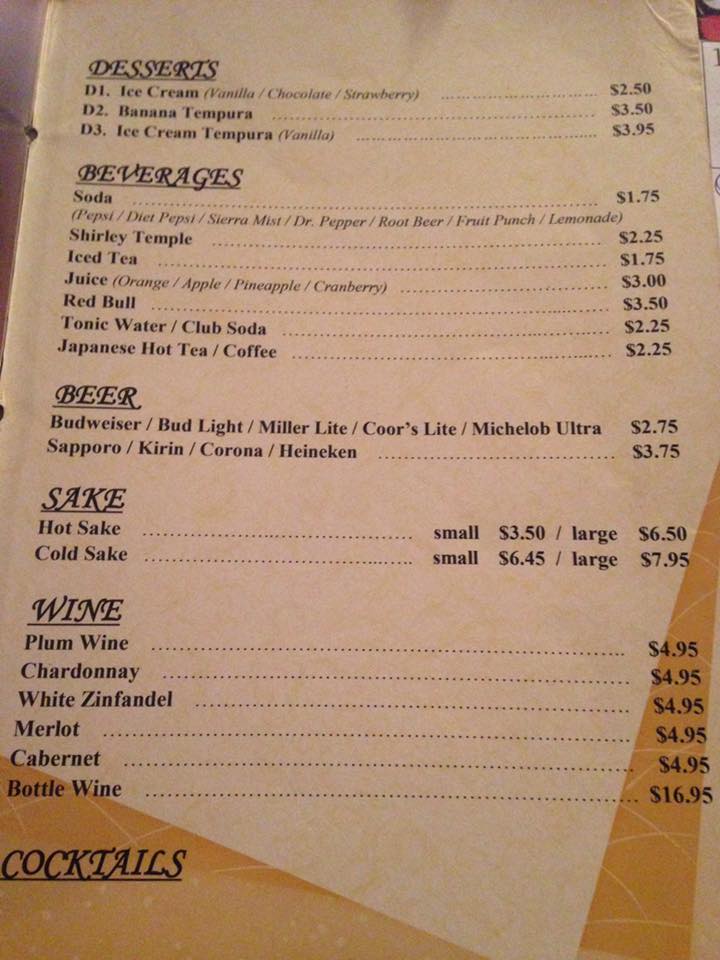 DESSERTS
D1. Ice Cream (Vanilla / Chocolate / Strawberry) $2.50
D2. Banana Tempura $3.50
D3. Ice Cream Tempura (Vanilla) $3.95
BEVERAGES
Soda $1.75
(Pepsi / Diet Pepsi / Sierra Mist / Dr. Pepper / Root Beer / Fruit Punch / Lemonade)
Shirley Temple $2.25
Iced Tea $1.75
Juice (Orange / Apple / Pineapple / Cranberry) $3.00
Red Bull $3.50
Tonic Water / Club Soda $2.25
Japanese Hot Tea / Coffee $2.25
BEER
Budweiser / Bud Light / Miller Lite / Coor's Lite / Michelob Ultra $2.75
Sapporo / Kirin / Corona / Heineken $3.75
SAKE
Hot Sake small $3.50 / large $6.50
Cold Sake small $6.45 / large $7.95
WINE
Plum Wine $4.95
Chardonnay $4.95
White Zinfandel $4.95
Merlot $4.95
Cabernet $4.95
Bottle Wine $16.95
COCKTAILS